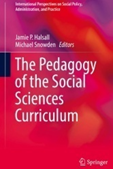 International Perspectives on Social Policy,
Administration, and Practice
Jamie P. Halsall
Michael Snowden Editors
The Pedagogy
of the Social
Sciences
Curriculum
Springer